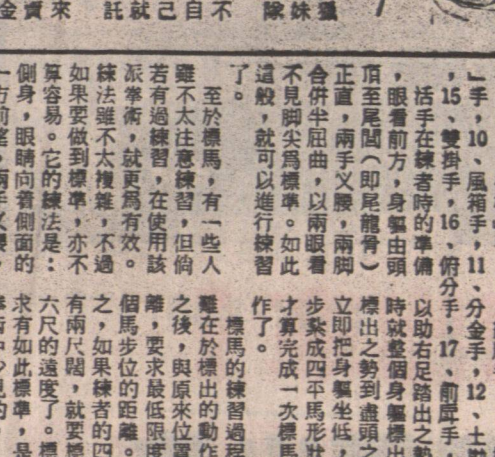 妹除
不自己就託
來賣金
」手,10、風箱手,11、分金手,12、土
,15、雙掛手,16、俯分手,17、前
活手在練者時的準備
,眼看前方,身軀由頭
頂至尾閭(即尾龍骨)
正直,兩手义腰,兩脚
合併半屈曲,以兩眼看
不見脚尖爲標準。如此
這般,就可以進行練習
了。
至於標馬,有一些人
雖不太注意練習,但倘
若有過練習,在使用該
派拳術,就更爲有效。
練法雖不太複雜,不過
如果要做到標準,亦不
算容易。它的練法是:
側身,眼睛向着側面的
一方前望,兩手义腰,
以助右足踏出之勢
時就整個身軀標出
標出之勢到盡頭之
立即把身軀坐低,
步紮成四平馬形狀
才算完成一次標馬
作了。
標馬的練習過程
難在於標出的動作
之後,與原來位置
離,要求最低限度
個馬步位的距離。
之,如果練者的四
有兩尺濶,就要標
六尺的遠度了。標
求有如此標準,是